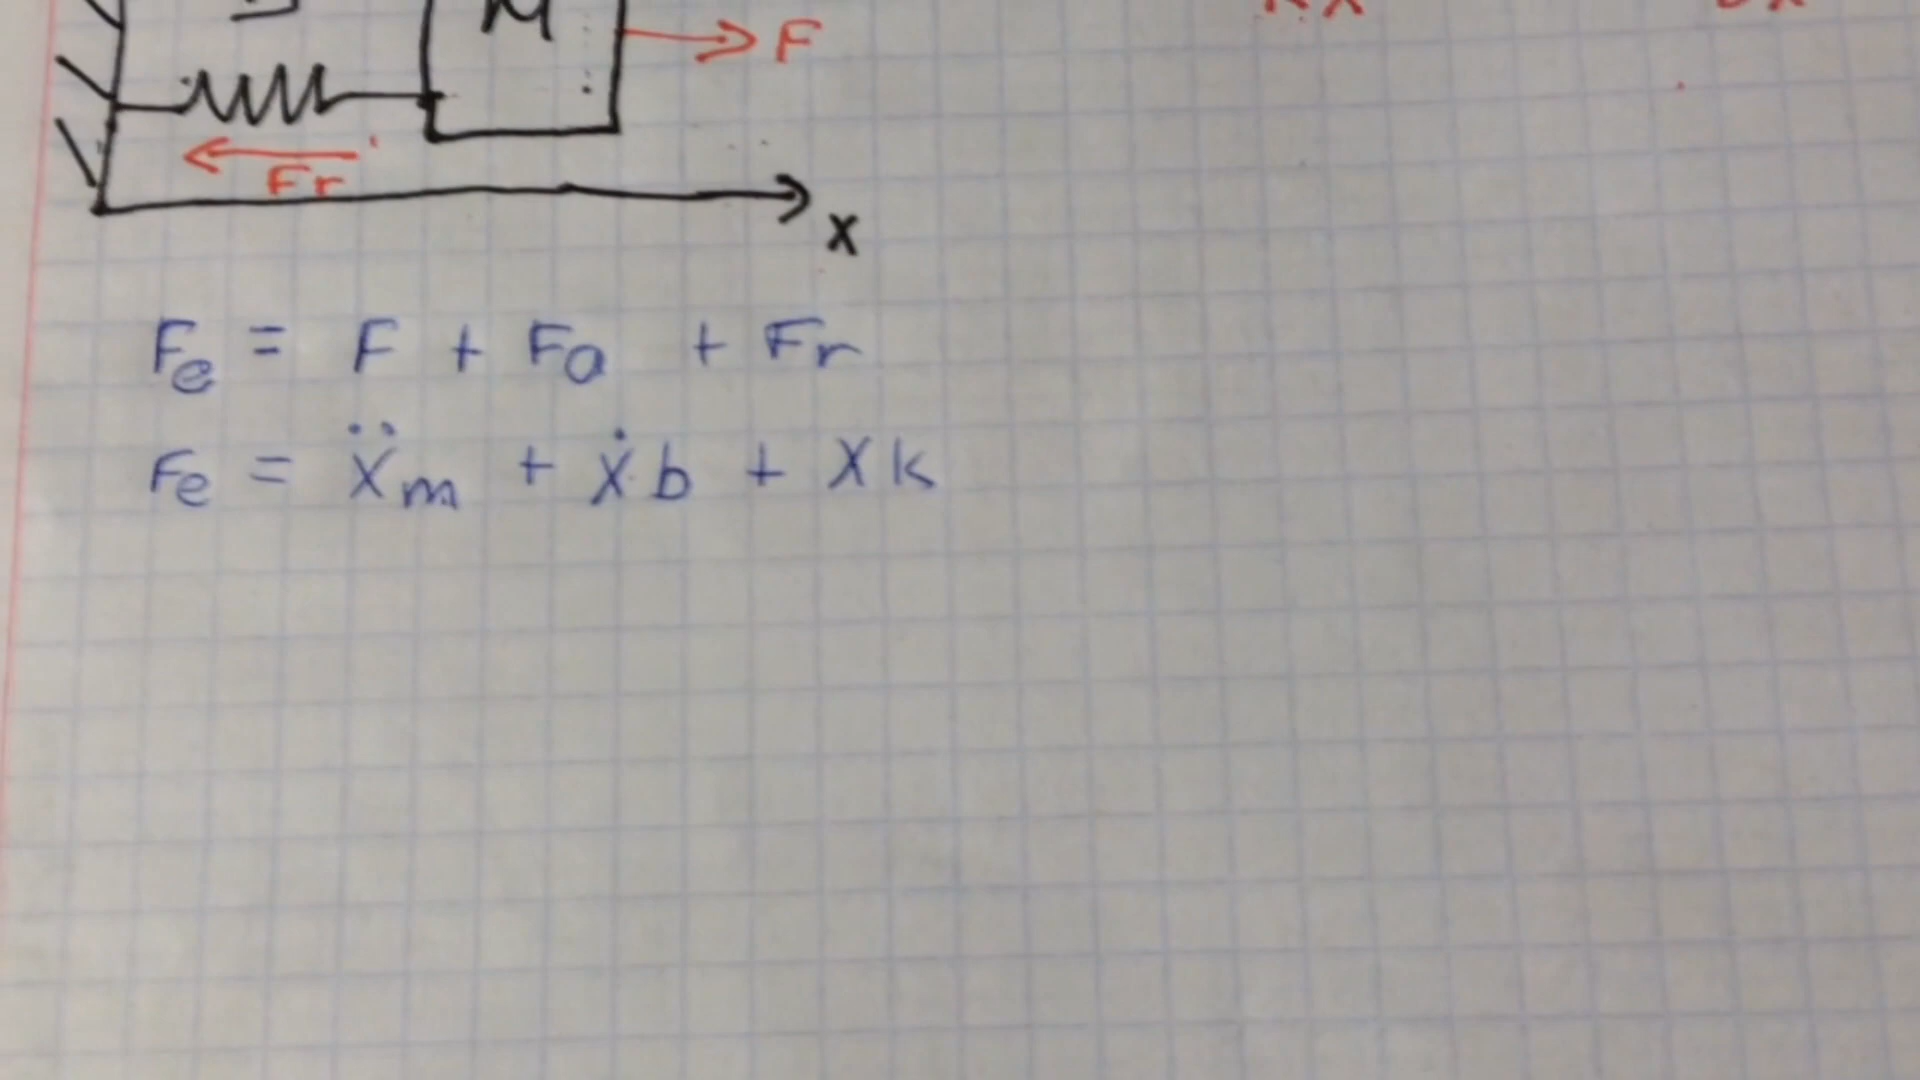 M
F
Fr
x
Fe = F + Fa + Fr
Fe = ẍm + ẋb + xk